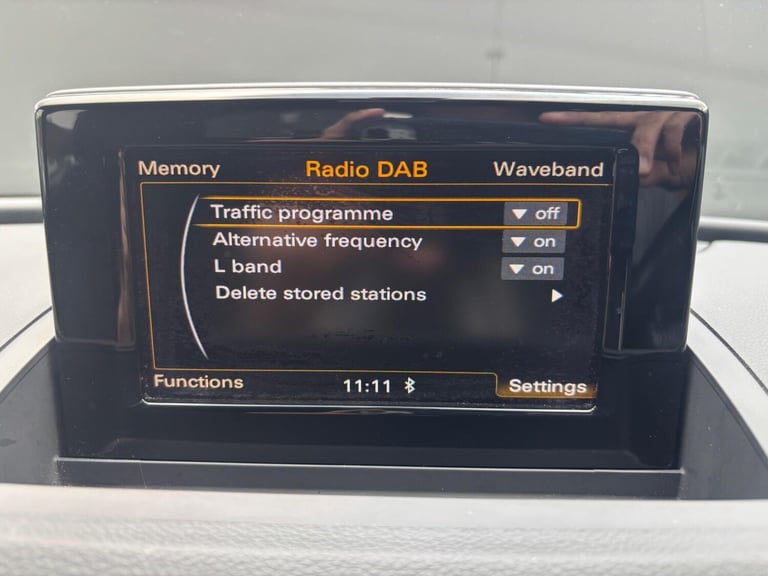 Memory Radio DAB Waveband
Traffic programme off
Alternative frequency on
L band on
Delete stored stations
Functions 11:11 Settings